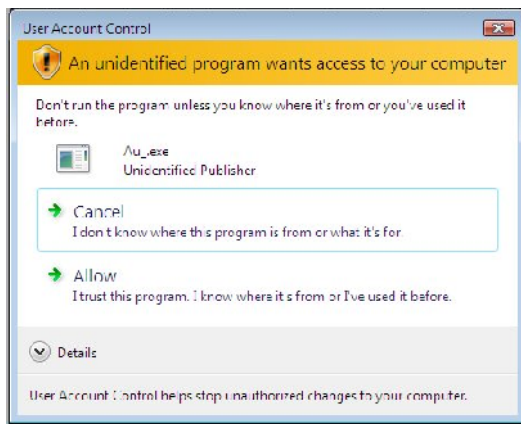 User Account Control
An unidentified program wants access to your computer
Don't run the program unless you know where it's from or you've used it
before.
Au_.exe
Unidentified Publisher
Cancel
I don't know where this program is from or what it's for.
Allow
I trust this program. I know where it's from or I've used it before.
Details
User Account Control helps stop unauthorized changes to your computer.